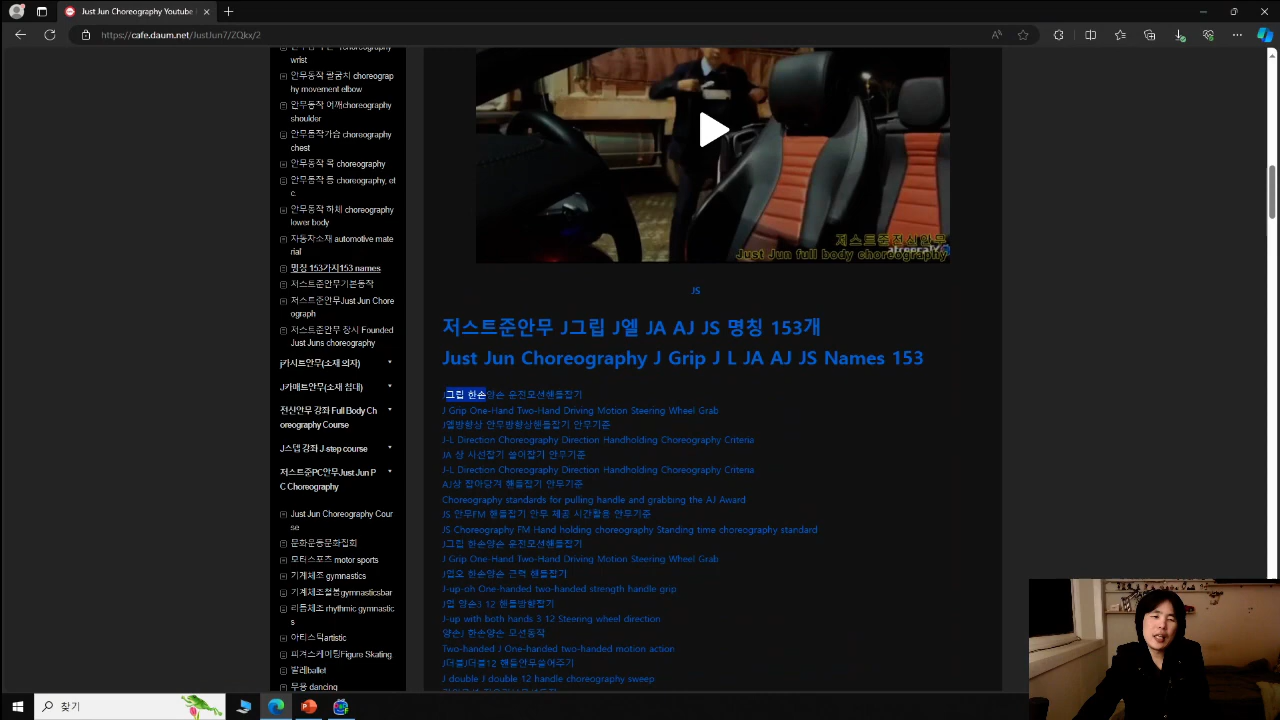 Just Jun Choreography Youtube
https://cafe.daum.net/JustJun7/ZQkx/2
wrist
안무동작 팔굼치 choreograp
hy movement elbow
안무동작 어깨choreography
shoulder
안무동작가슴 choreography
chest
안무동작 목 choreography
안무동작 등 choreography, et
c.
안무동작 하체 choreography
lower body
자동차소재 automotive mate
rial
명칭 153가지153 names
저스트준안무기본동작
저스트준안무Just Jun Chore
ograph
저스트준안무 창시 Founded
Just Juns choreography
j카시트안무(소재 의자)
J카매트안무(소재 침대)
전신안무 강좌 Full Body Ch
oreography Course
J스텝 강좌 J step course
저스트준PC안무Just Jun P
C Choreography
Just Jun Choreography Cour
se
문화운동문화집회
모터스포츠 motor sports
기계체조 gymnastics
기계체조철봉gymnasticsbar
리듬체조 rhythmic gymnastic
s
아티스틱artistic
피겨스케이팅Figure Skating.
발레ballet
무용 dancing
저스트준전신안무
Just Jun full body choreography
JS
저스트준안무 J그립 J엘 JA AJ JS 명칭 153개
Just Jun Choreography J Grip J L JA AJ JS Names 153
J그립 한손양손 운전모션핸들잡기
J Grip One-Hand Two-Hand Driving Motion Steering Wheel Grab
J엘방향상 안무방향상핸들잡기 안무기준
J-L Direction Choreography Direction Handholding Choreography Criteria
JA 상 시선잡기 쓸어잡기 안무기준
J-L Direction Choreography Direction Handholding Choreography Criteria
AJ상 잡아당겨 핸들잡기 안무기준
Choreography standards for pulling handle and grabbing the AJ Award
JS 안무FM 핸들잡기 안무 체공 시간활용 안무기준
JS Choreography FM Hand holding choreography Standing time choreography standard
J그립 한손양손 운전모션핸들잡기
J Grip One-Hand Two-Hand Driving Motion Steering Wheel Grab
J업오 한손양손 근력 핸들잡기
J-up-oh One-handed two-handed strength handle grip
J업 양손3 12 핸들방향잡기
J-up with both hands 3 12 Steering wheel direction
양손J 한손양손 모션동작
Two-handed J One-handed two-handed motion action
J더블J더블12 핸들안무쓸어주기
J double J double 12 handle choreography sweep
찾기